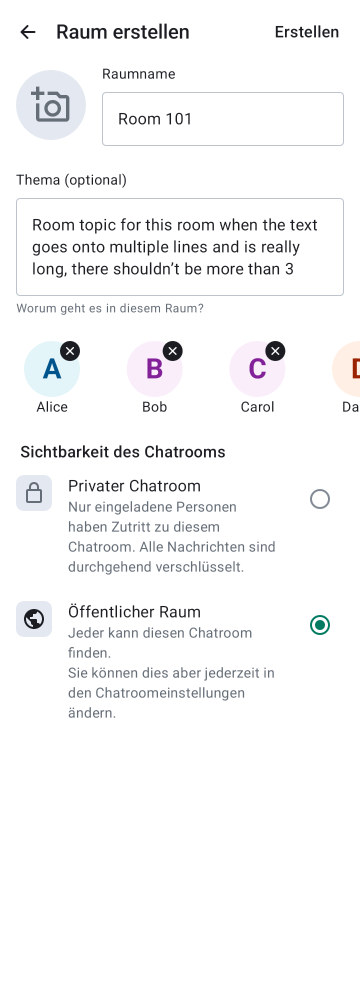 Raum erstellen
Erstellen
Raumname
Room 101
Thema (optional)
Room topic for this room when the text
goes onto multiple lines and is really
long, there shouldn’t be more than 3
Worum geht es in diesem Raum?
A B C
Alice Bob Carol Da
Sichtbarkeit des Chatrooms
Privater Chatroom
Nur eingeladene Personen
haben Zutritt zu diesem
Chatroom. Alle Nachrichten sind
durchgehend verschlüsselt.
Öffentlicher Raum
Jeder kann diesen Chatroom
finden.
Sie können dies aber jederzeit in
den Chatroomeinstellungen
ändern.